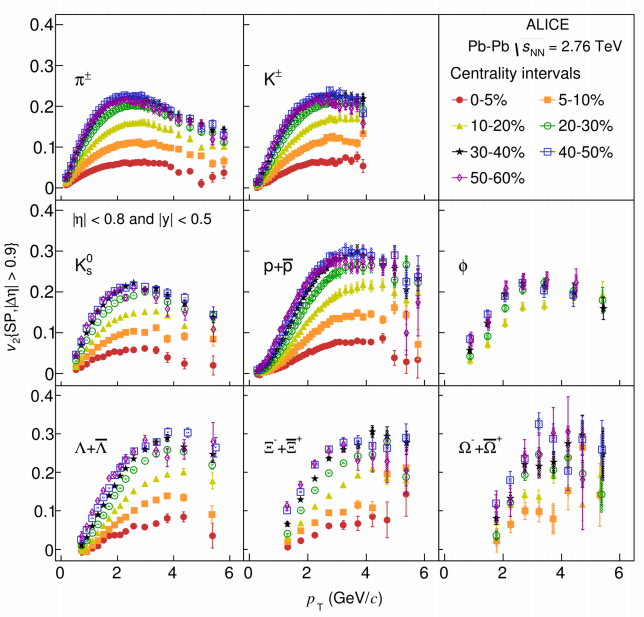 ALICE
Pb-Pb √sNN = 2.76 TeV
Centrality intervals
0-5%
5-10%
10-20%
20-30%
30-40%
40-50%
50-60%
π±
K±
|η| < 0.8 and |y| < 0.5
K⁰s
p+p̅
ϕ
Λ+Λ̅
Ξ⁻+Ξ̅⁺
Ω⁻+Ω̅⁺
v₂{SP,|Δη| > 0.9}
0.4
0.3
0.2
0.1
0
0.4
0.3
0.2
0.1
0
0.4
0.3
0.2
0.1
0
0 2 4 6 0 2 4 6 0 2 4 6
pT (GeV/c)